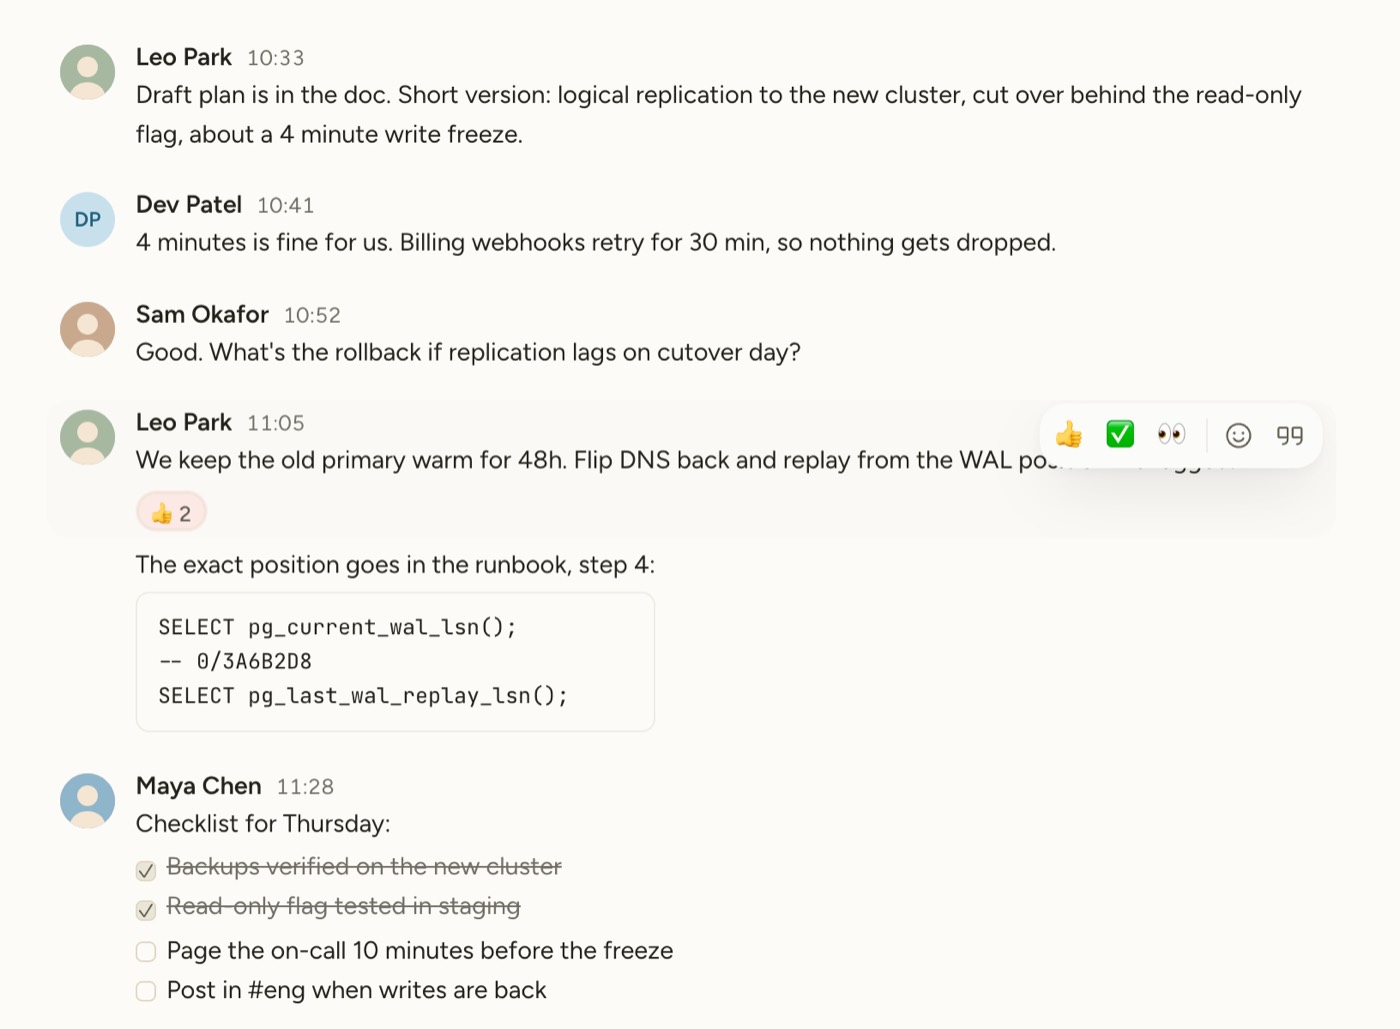 Leo Park 10:33
Draft plan is in the doc. Short version: logical replication to the new cluster, cut over behind the read-only
flag, about a 4 minute write freeze.
DP
Dev Patel 10:41
4 minutes is fine for us. Billing webhooks retry for 30 min, so nothing gets dropped.
Sam Okafor 10:52
Good. What's the rollback if replication lags on cutover day?
Leo Park 11:05
We keep the old primary warm for 48h. Flip DNS back and replay from the WAL
👍 2
The exact position goes in the runbook, step 4:
SELECT pg_current_wal_lsn();
-- 0/3A6B2D8
SELECT pg_last_wal_replay_lsn();
Maya Chen 11:28
Checklist for Thursday:
Backups verified on the new cluster
Read-only flag tested in staging
Page the on-call 10 minutes before the freeze
Post in #eng when writes are back